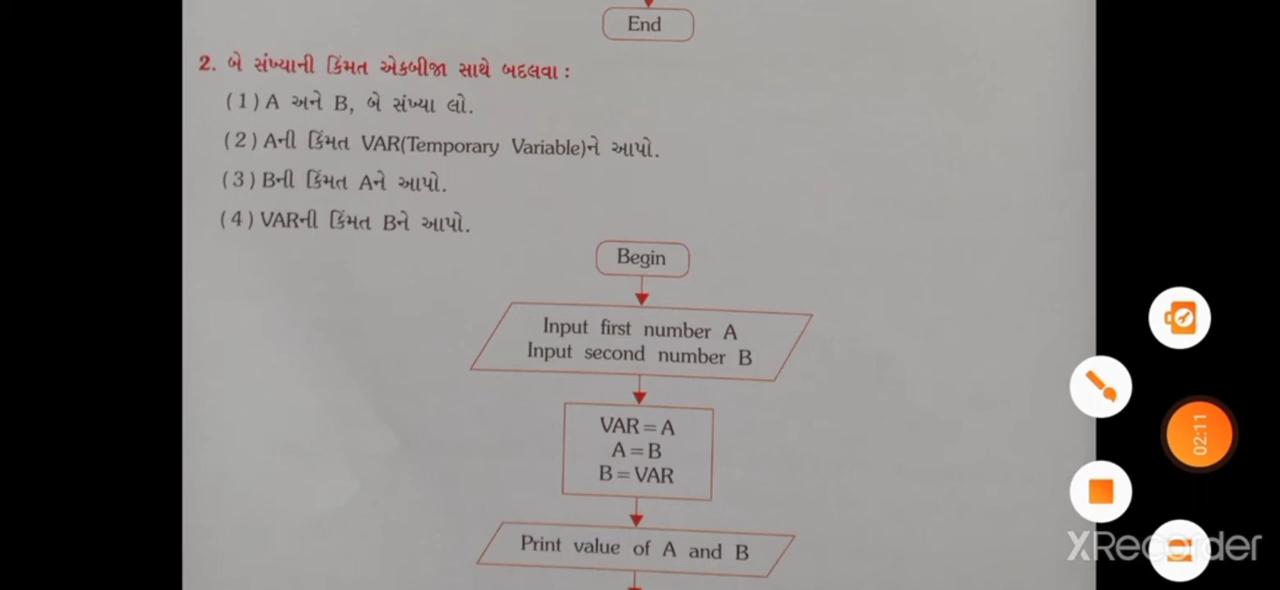 End
2. બે સંખ્યાની કિંમત એકબીજા સાથે બદલવા :
(1) A અને B, બે સંખ્યા લો.
(2) Aની કિંમત VAR(Temporary Variable)ને આપો.
(3) Bની કિંમત Aને આપો.
(4) VARની કિંમત Bને આપો.
Begin
Input first number A
Input second number B
VAR = A
A = B
B = VAR
Print value of A and B
02:11
XRecorder